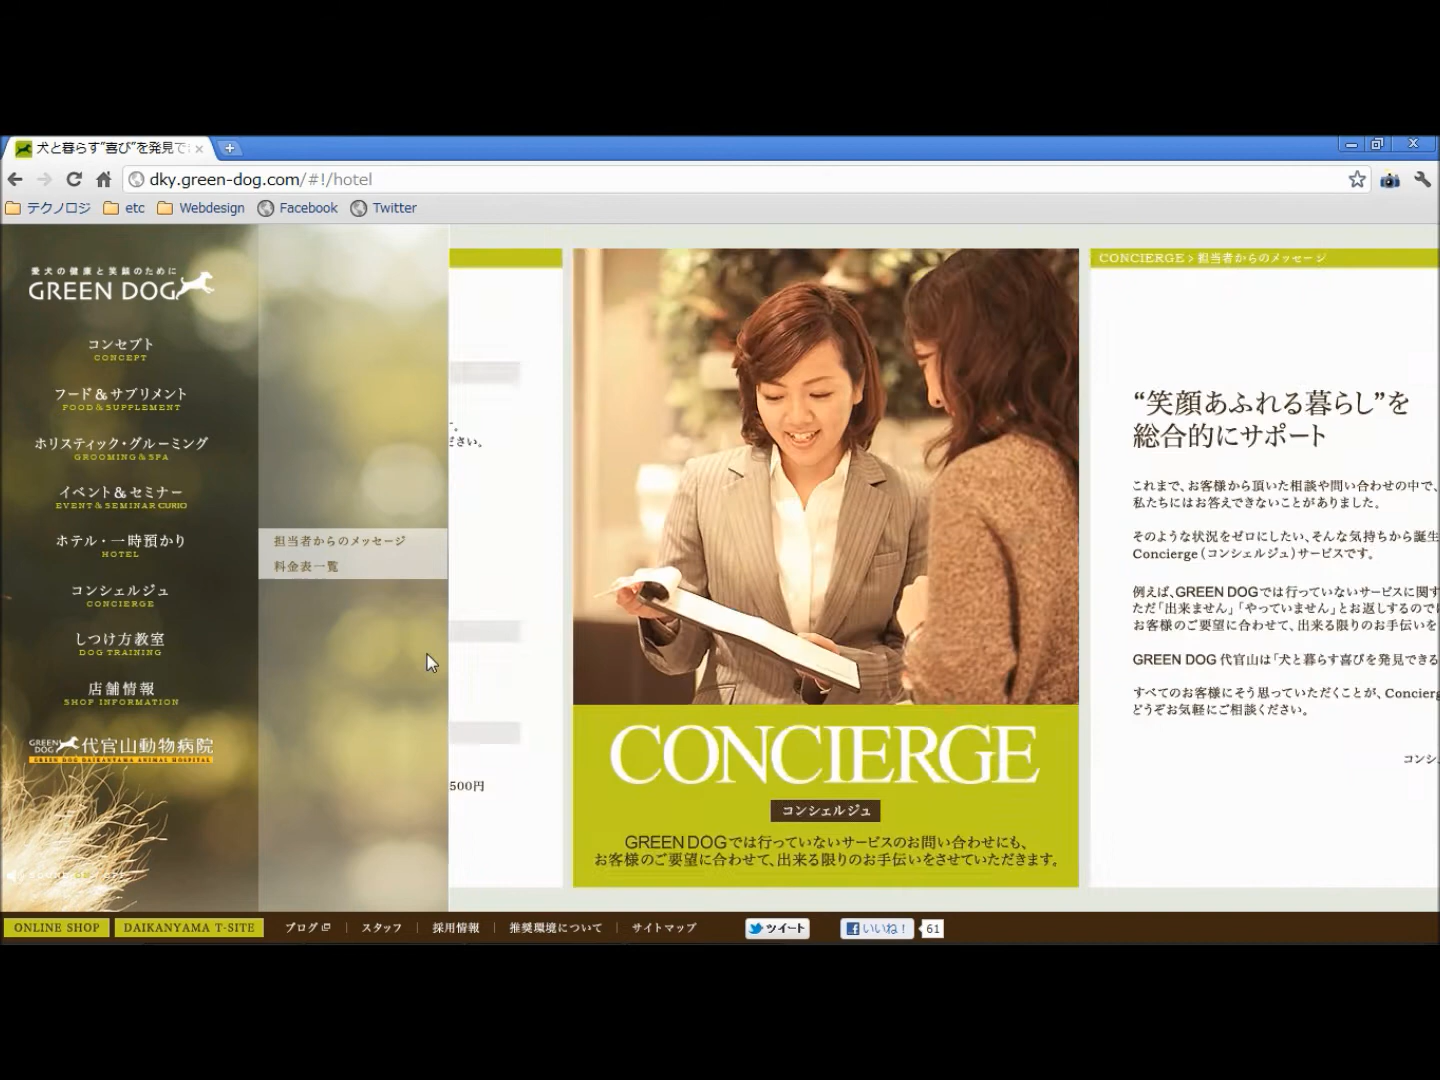 犬と暮らす”喜び”を発見で
dky.green-dog.com/#!/hotel
テクノロジ etc Webdesign Facebook Twitter
愛犬の健康と笑顔のために
GREEN DOG
コンセプト
CONCEPT
フード&サプリメント
FOOD&SUPPLEMENT
ホリスティック・グルーミング
GROOMING&SPA
イベント&セミナー
EVENT&SEMINAR CURIO
ホテル・一時預かり
HOTEL
コンシェルジュ
CONCIERGE
しつけ方教室
DOG TRAINING
店舗情報
SHOP INFORMATION
GREEN DOG 代官山動物病院
GREEN DOG DAIKANYAMA ANIMAL HOSPITAL
担当者からのメッセージ
料金表一覧
ださい。
500円
CONCIERGE
コンシェルジュ
GREEN DOGでは行っていないサービスのお問い合わせにも、
お客様のご要望に合わせて、出来る限りのお手伝いをさせていただきます。
CONCIERGE > 担当者からのメッセージ
“笑顔あふれる暮らし”を
総合的にサポート
これまで、お客様から頂いた相談や問い合わせの中で、
私たちにはお答えできないことがありました。
そのような状況をゼロにしたい、そんな気持ちから誕生
Concierge（コンシェルジュ）サービスです。
例えば、GREEN DOGでは行っていないサービスに関す
ただ「出来ません」「やっていません」とお返しするのでは
お客様のご要望に合わせて、出来る限りのお手伝いを
GREEN DOG 代官山は「犬と暮らす喜びを発見できる
すべてのお客様にそう思っていただくことが、Concierg
どうぞお気軽にご相談ください。
コンシ
ONLINE SHOP DAIKANYAMA T-SITE ブログ スタッフ 採用情報 推奨環境について サイトマップ ツイート いいね！ 61